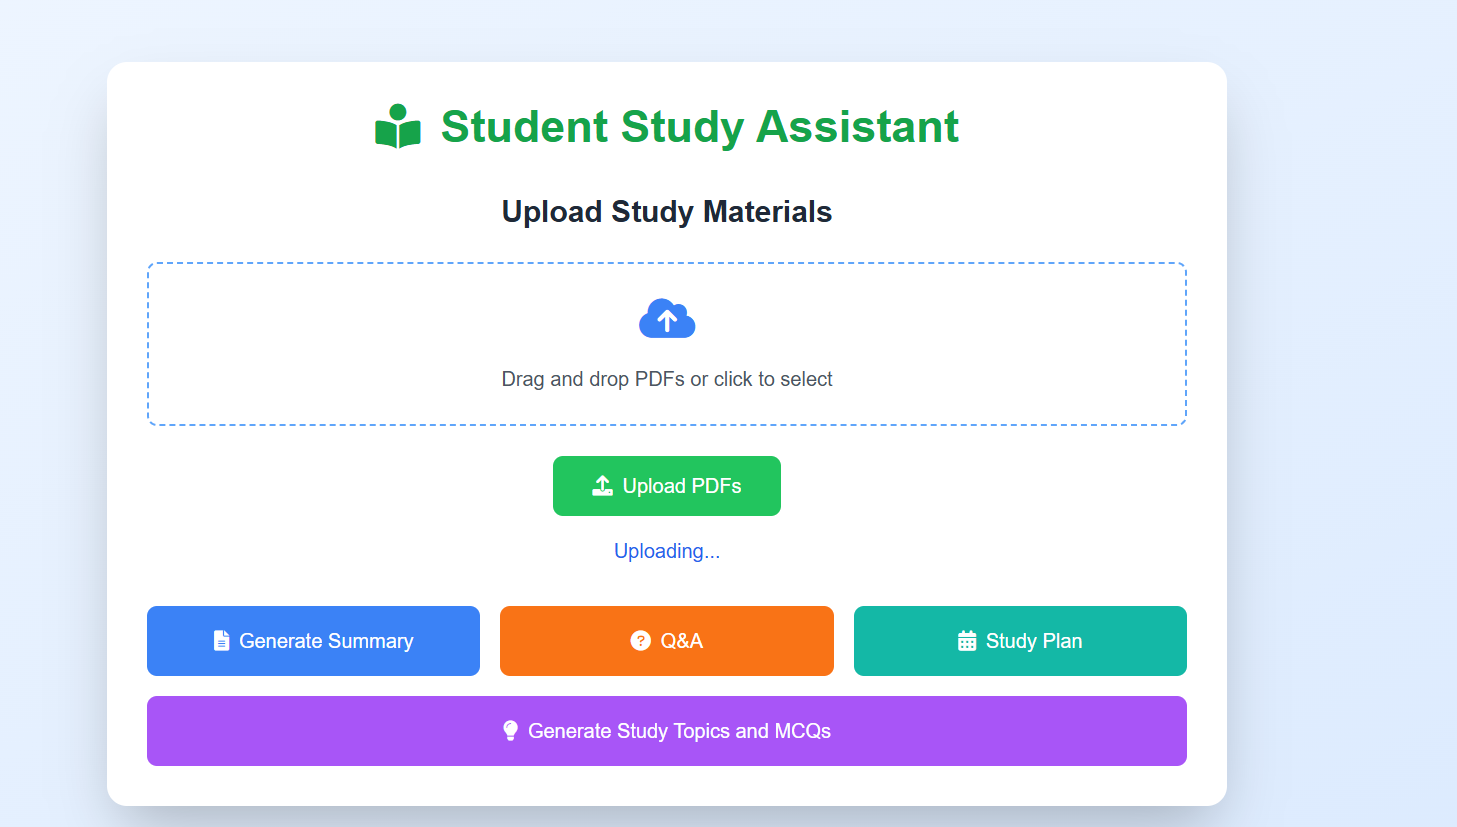 Student Study Assistant
Upload Study Materials
Drag and drop PDFs or click to select
Upload PDFs
Uploading...
Generate Summary
Q&A
Study Plan
Generate Study Topics and MCQs